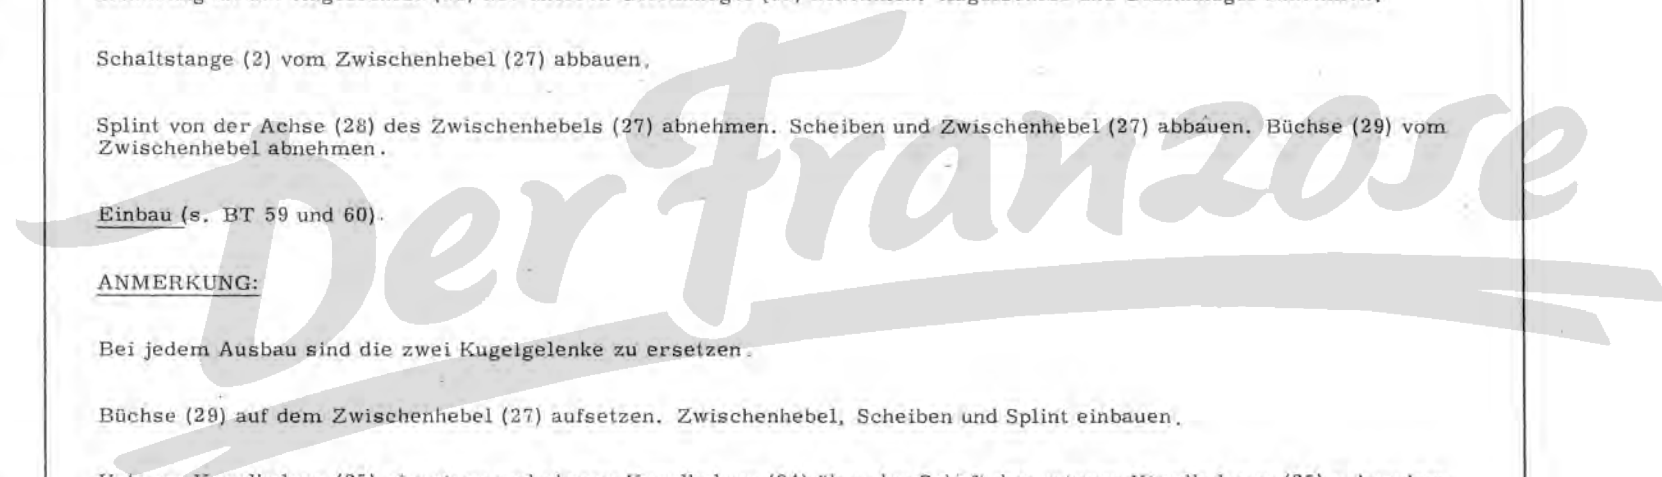 Schaltstange (2) vom Zwischenhebel (27) abbauen.
Splint von der Achse (28) des Zwischenhebels (27) abnehmen. Scheiben und Zwischenhebel (27) abbauen. Büchse (29) vom
Zwischenhebel abnehmen.
Einbau (s. BT 59 und 60).
ANMERKUNG:
Bei jedem Ausbau sind die zwei Kugelgelenke zu ersetzen.
Büchse (29) auf dem Zwischenhebel (27) aufsetzen. Zwischenhebel, Scheiben und Splint einbauen.
Der Franzose